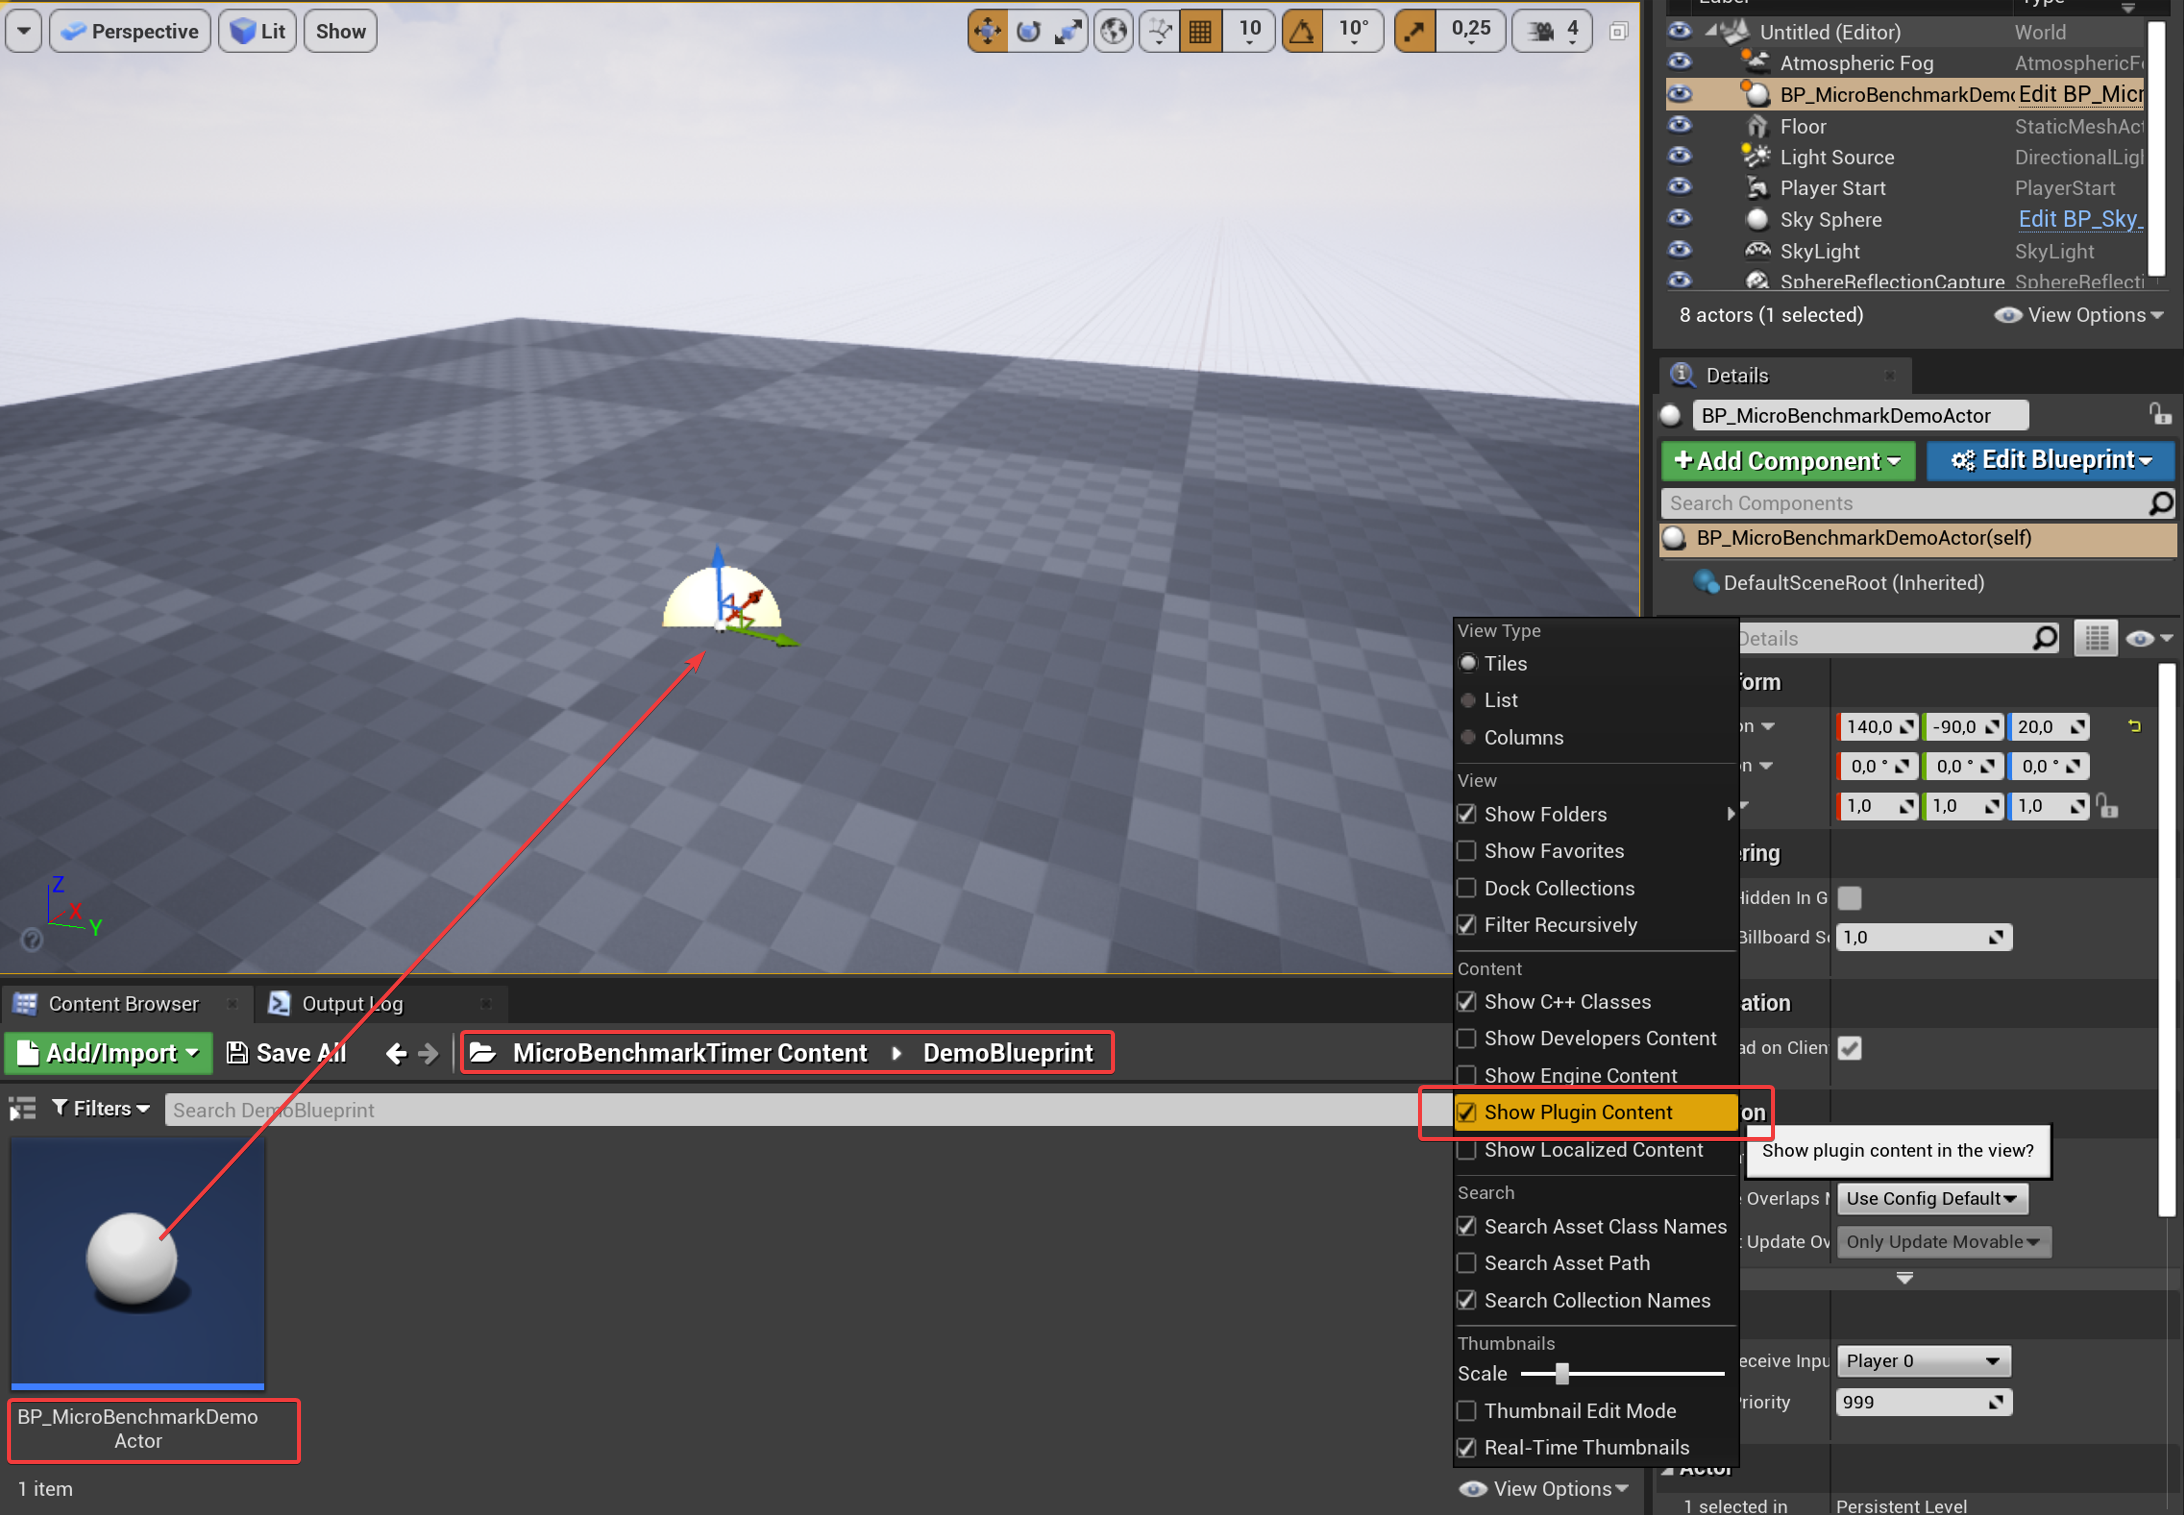 Perspective
Lit
Show
10
10°
0,25
4
Untitled (Editor) World
Atmospheric Fog AtmosphericF
BP_MicroBenchmarkDem Edit BP_Micr
Floor StaticMeshAct
Light Source DirectionalLig
Player Start PlayerStart
Sky Sphere Edit BP_Sky_
SkyLight SkyLight
SphereReflectionCapture SphereReflecti
8 actors (1 selected)
View Options
Details
BP_MicroBenchmarkDemoActor
+Add Component
Edit Blueprint
Search Components
BP_MicroBenchmarkDemoActor(self)
DefaultSceneRoot (Inherited)
Details
form
on
140,0
-90,0
20,0
n
0,0 °
0,0 °
0,0 °
1,0
1,0
1,0
ering
Hidden In G
Billboard Sc
1,0
ation
ad on Clien
on
Show plugin content in the view?
e Overlaps
Use Config Default
t Update Ov
Only Update Movable
eceive Inpu
Player 0
riority
999
Actor
1 selected in
Persistent Level
View Type
Tiles
List
Columns
View
Show Folders
Show Favorites
Dock Collections
Filter Recursively
Content
Show C++ Classes
Show Developers Content
Show Engine Content
Show Plugin Content
Show Localized Content
Search
Search Asset Class Names
Search Asset Path
Search Collection Names
Thumbnails
Scale
Thumbnail Edit Mode
Real-Time Thumbnails
View Options
Z
X
Y
?
Content Browser
Output Log
Add/Import
Save All
MicroBenchmarkTimer Content
DemoBlueprint
Filters
Search DemoBlueprint
BP_MicroBenchmarkDemo
Actor
1 item